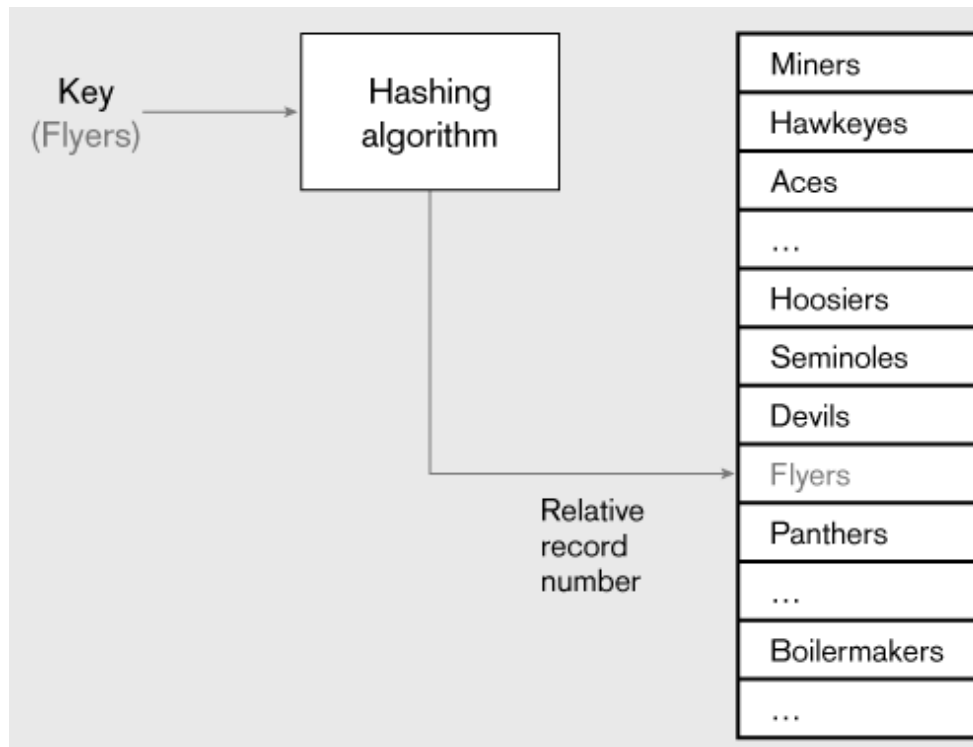 Key
(Flyers)
Hashing
algorithm
Relative
record
number
Miners
Hawkeyes
Aces
...
Hoosiers
Seminoles
Devils
Flyers
Panthers
...
Boilermakers
...